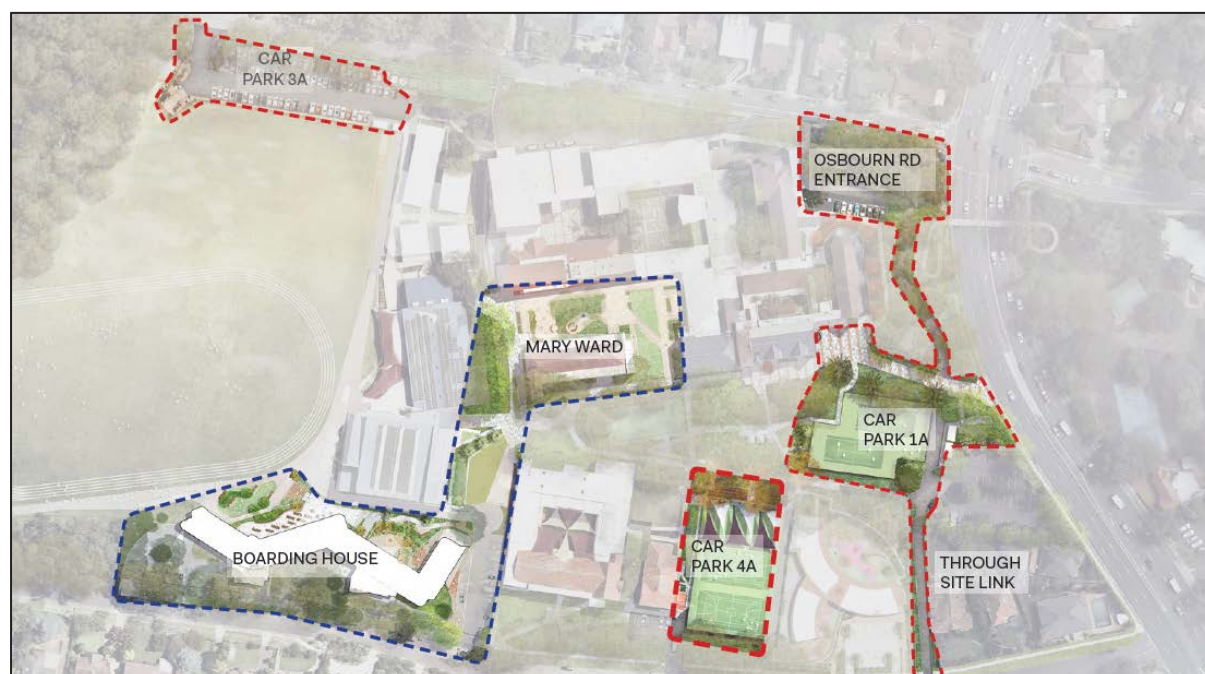 CAR
PARK 3A
OSBOURN RD
ENTRANCE
MARY WARD
CAR
PARK 1A
BOARDING HOUSE
CAR
PARK 4A
THROUGH
SITE LINK